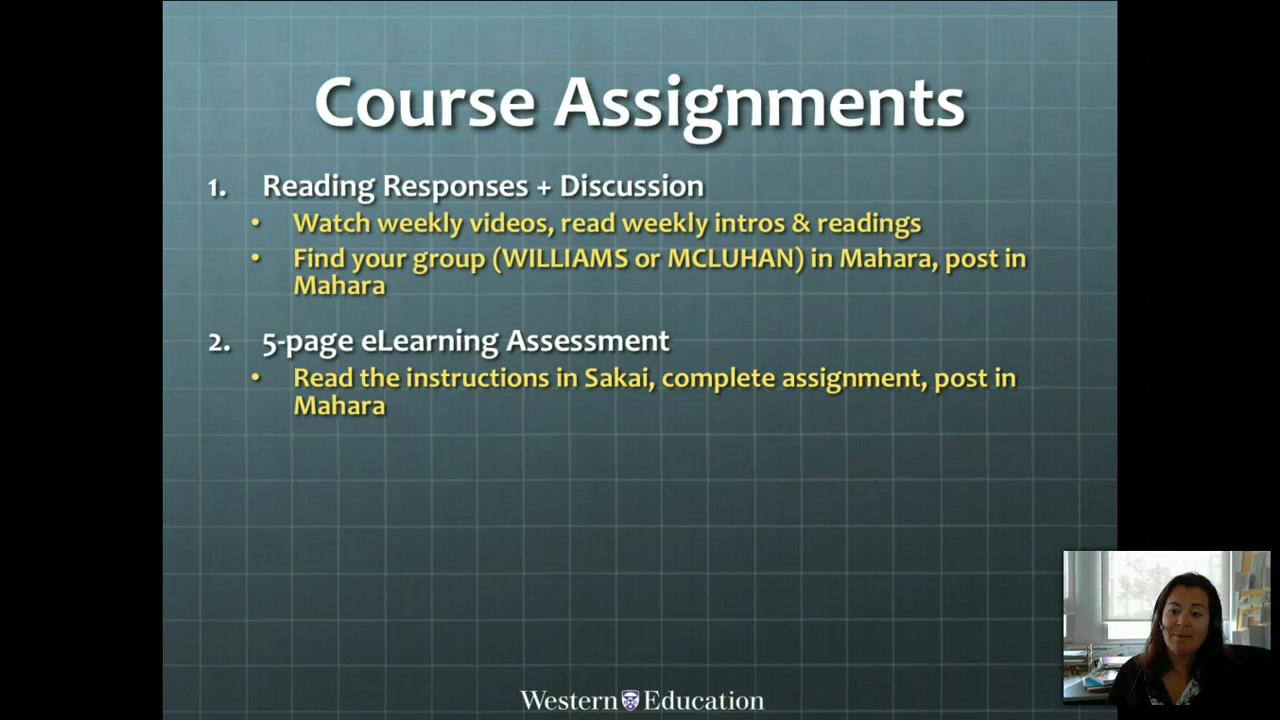 Course Assignments
1. Reading Responses + Discussion
• Watch weekly videos, read weekly intros & readings
• Find your group (WILLIAMS or MCLUHAN) in Mahara, post in
Mahara
2. 5-page eLearning Assessment
• Read the instructions in Sakai, complete assignment, post in
Mahara
Western Education